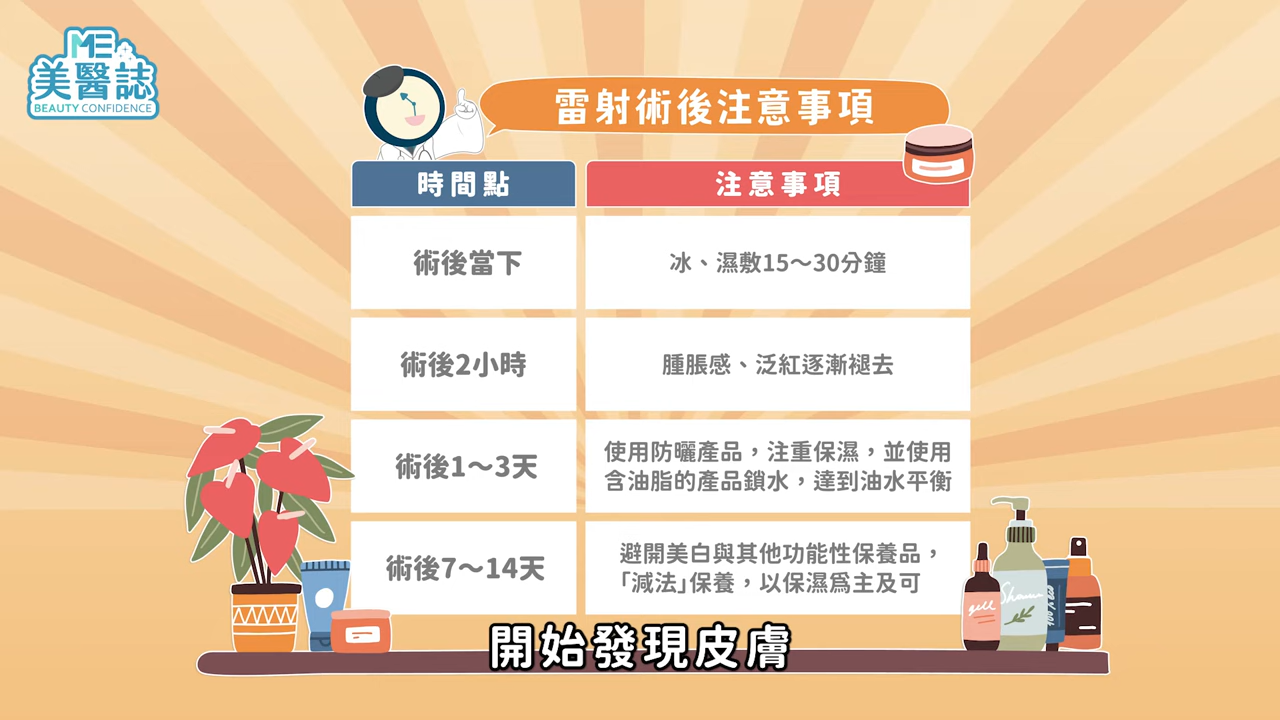 ME
美醫誌
BEAUTY CONFIDENCE
雷射術後注意事項
時間點
注意事項
術後當下
冰、濕敷15～30分鐘
術後2小時
腫脹感、泛紅逐漸褪去
術後1～3天
使用防曬產品，注重保濕，並使用
含油脂的產品鎖水，達到油水平衡
術後7～14天
避開美白與其他功能性保養品，
「減法」保養，以保濕爲主及可
開始發現皮膚